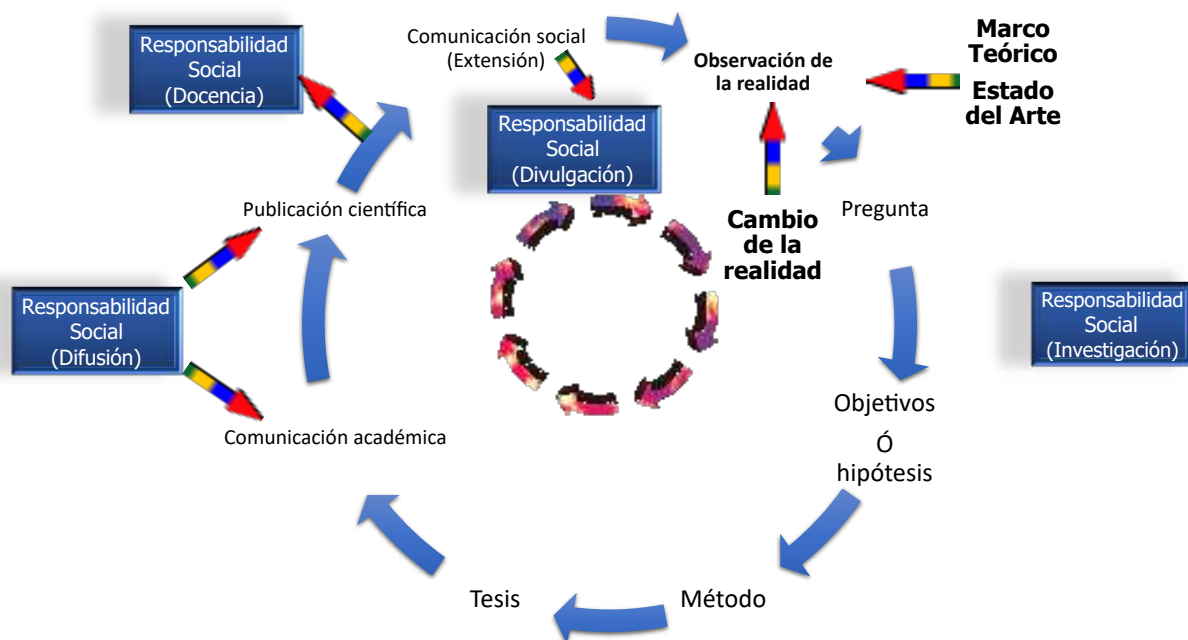 Responsabilidad
Social
(Docencia)
Comunicación social
(Extensión)
Observación de
la realidad
Marco
Teórico
Estado
del Arte
Responsabilidad
Social
(Divulgación)
Publicación científica
Cambio
de la
realidad
Pregunta
Responsabilidad
Social
(Difusión)
Responsabilidad
Social
(Investigación)
Comunicación académica
Objetivos
Ó
hipótesis
Tesis
Método